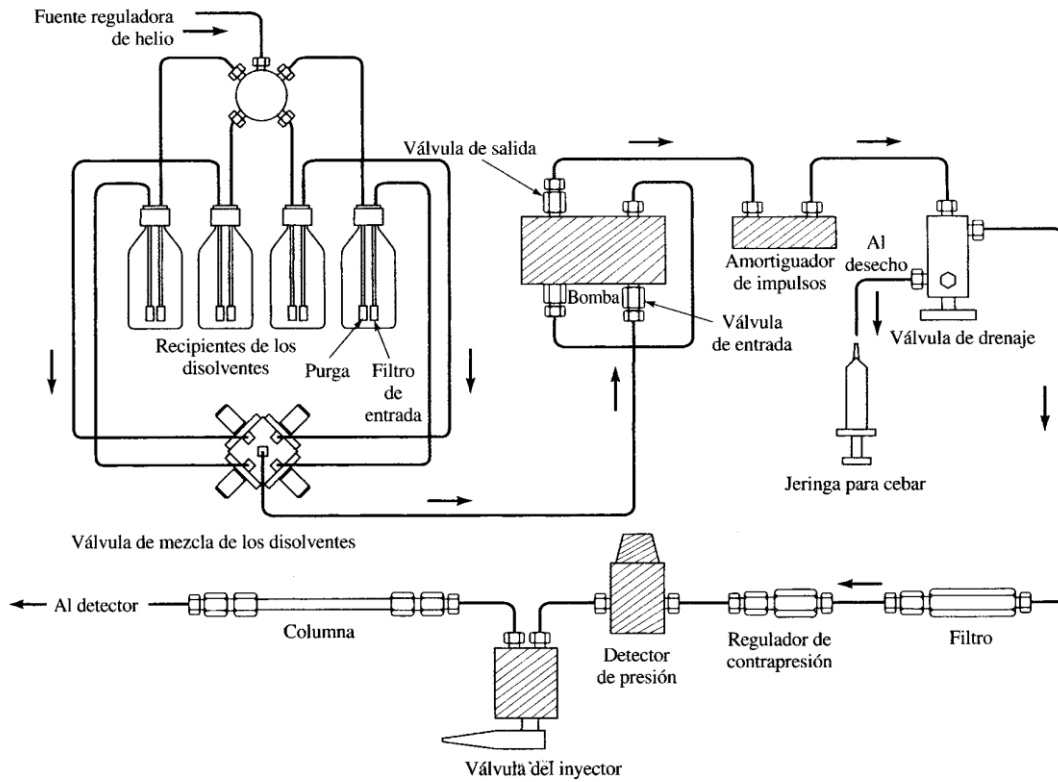 Fuente reguladora
de helio
Válvula de salida
Al
desecho
Amortiguador
de impulsos
Bomba
Válvula
de entrada
Válvula de drenaje
Recipientes de los
disolventes
Purga
Filtro
de
entrada
Jeringa para cebar
Válvula de mezcla de los disolventes
Al detector
Columna
Detector
de presión
Regulador de
contrapresión
Filtro
Válvula del inyector